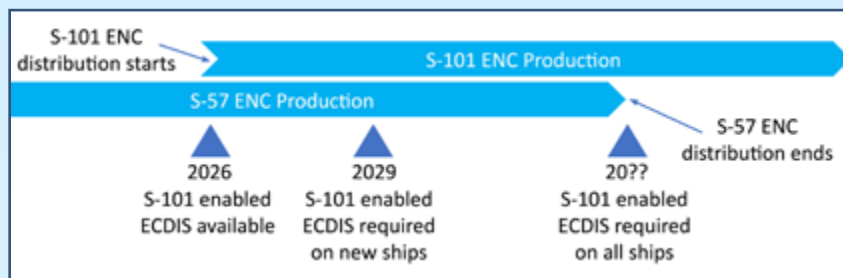 S-101 ENC
distribution starts
S-101 ENC Production
S-57 ENC Production
S-57 ENC
distribution ends
2026
S-101 enabled
ECDIS available
2029
S-101 enabled
ECDIS required
on new ships
20??
S-101 enabled
ECDIS required
on all ships